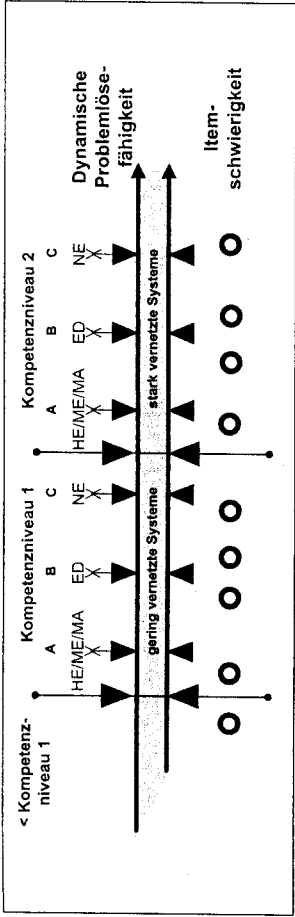 < Kompetenz-
niveau 1
Kompetenzniveau 1
Kompetenzniveau 2
A
B
C
A
B
C
HE/ME/MA
ED
NE
HE/ME/MA
ED
NE
Dynamische
Problemlöse-
fähigkeit
gering vernetzte Systeme
stark vernetzte Systeme
Item-
schwierigkeit